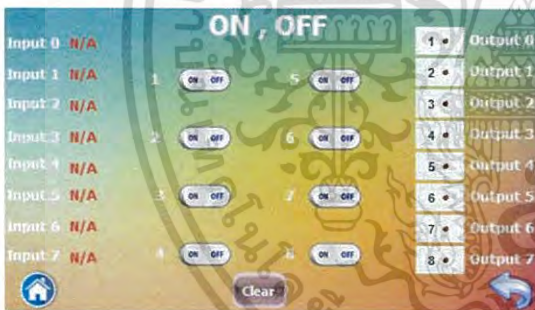 ON , OFF
Input 0 N/A
Input 1 N/A
Input 2 N/A
Input 3 N/A
Input 4 N/A
Input 5 N/A
Input 6 N/A
Input 7 N/A
1 ON OFF
2 ON OFF
3 ON OFF
4 ON OFF
5 ON OFF
6 ON OFF
7 ON OFF
8 ON OFF
1 Output 0
2 Output 1
3 Output 2
4 Output 3
5 Output 4
6 Output 5
7 Output 6
8 Output 7
Clear